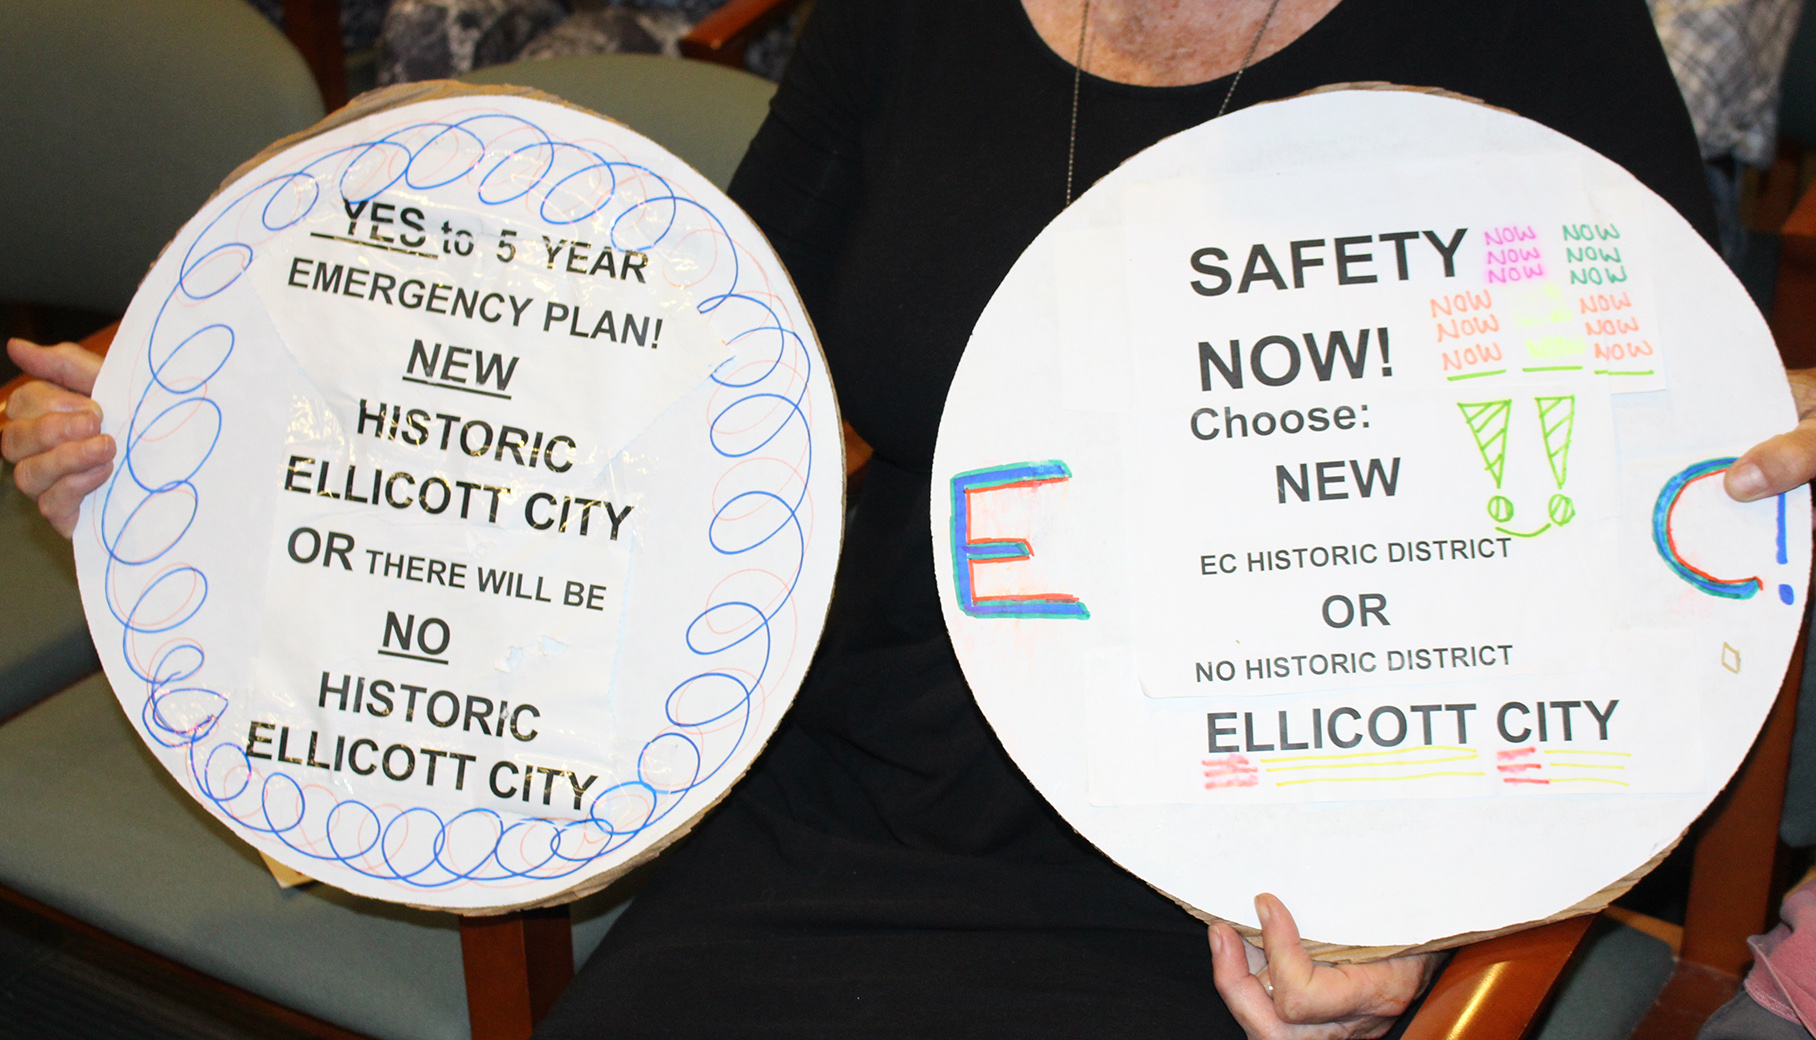 YES to 5 YEAR
EMERGENCY PLAN!
NEW
HISTORIC
ELLICOTT CITY
OR THERE WILL BE
NO
HISTORIC
ELLICOTT CITY
SAFETY
NOW!
NOW NOW
NOW NOW
NOW NOW
NOW NOW
NOW NOW
NOW NOW NOW
Choose:
NEW
!!
EC HISTORIC DISTRICT
OR
NO HISTORIC DISTRICT
ELLICOTT CITY
E C!